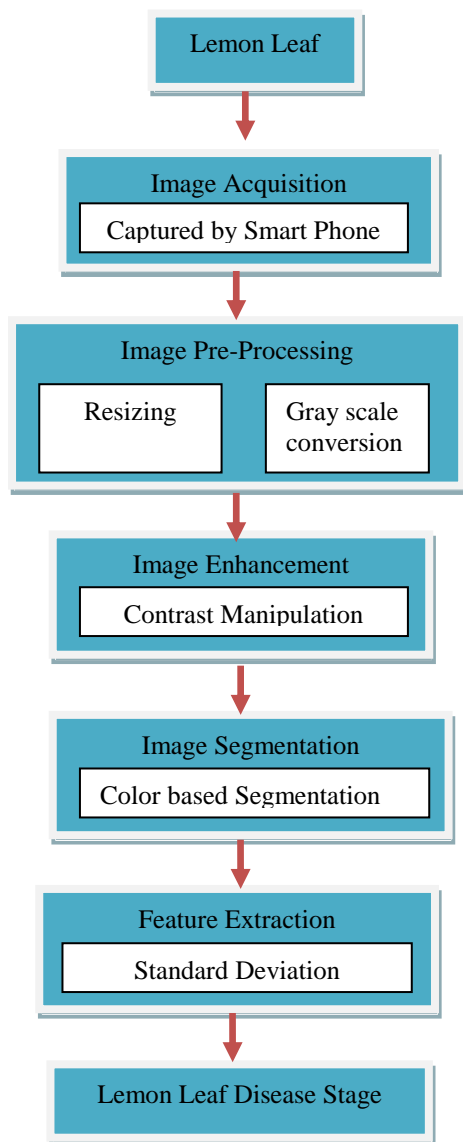 Lemon Leaf
Image Acquisition
Captured by Smart Phone
Image Pre-Processing
Resizing
Gray scale
conversion
Image Enhancement
Contrast Manipulation
Image Segmentation
Color based Segmentation
Feature Extraction
Standard Deviation
Lemon Leaf Disease Stage